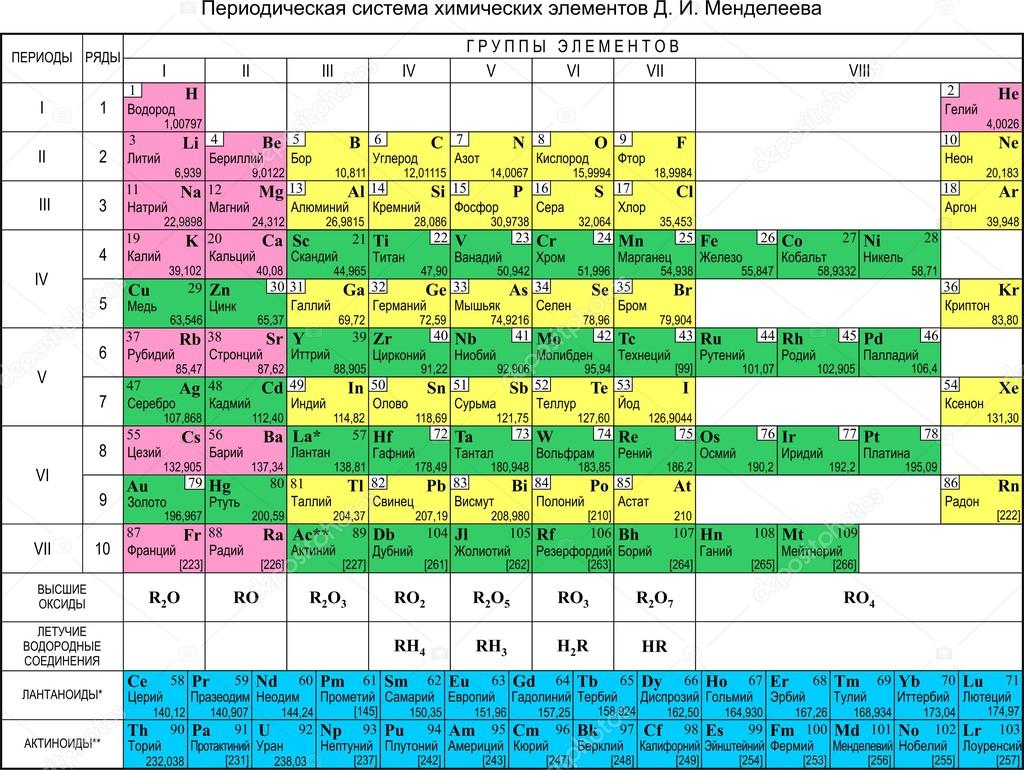 Периодическая система химических элементов Д. И. Менделеева
ПЕРИОДЫ РЯДЫ ГРУППЫ ЭЛЕМЕНТОВ
I II III IV V VI VII VIII
I 1
1 H Водород 1,00797
2 He Гелий 4,0026
II 2
3 Li Литий 6,939
4 Be Бериллий 9,0122
5 B Бор 10,811
6 C Углерод 12,01115
7 N Азот 14,0067
8 O Кислород 15,9994
9 F Фтор 18,9984
10 Ne Неон 20,183
III 3
11 Na Натрий 22,9898
12 Mg Магний 24,312
13 Al Алюминий 26,9815
14 Si Кремний 28,086
15 P Фосфор 30,9738
16 S Сера 32,064
17 Cl Хлор 35,453
18 Ar Аргон 39,948
IV 4
19 K Калий 39,102
20 Ca Кальций 40,08
Sc 21 Скандий 44,965
Ti 22 Титан 47,90
V 23 Ванадий 50,942
Cr 24 Хром 51,996
Mn 25 Марганец 54,938
Fe 26 Железо 55,847
Co 27 Кобальт 58,9332
Ni 28 Никель 58,71
5
Cu 29 Медь 63,546
Zn 30 Цинк 65,37
31 Ga Галлий 69,72
32 Ge Германий 72,59
33 As Мышьяк 74,9216
34 Se Селен 78,96
35 Br Бром 79,904
36 Kr Криптон 83,80
V 6
37 Rb Рубидий 85,47
38 Sr Стронций 87,62
Y 39 Иттрий 88,905
Zr 40 Цирконий 91,22
Nb 41 Ниобий 92,906
Mo 42 Молибден 95,94
Tc 43 Технеций [99]
Ru 44 Рутений 101,07
Rh 45 Родий 102,905
Pd 46 Палладий 106,4
7
47 Ag Серебро 107,868
48 Cd Кадмий 112,40
49 In Индий 114,82
50 Sn Олово 118,69
51 Sb Сурьма 121,75
52 Te Теллур 127,60
53 I Йод 126,9044
54 Xe Ксенон 131,30
VI 8
55 Cs Цезий 132,905
56 Ba Барий 137,34
La* 57 Лантан 138,81
Hf 72 Гафний 178,49
Ta 73 Тантал 180,948
W 74 Вольфрам 183,85
Re 75 Рений 186,2
Os 76 Осмий 190,2
Ir 77 Иридий 192,2
Pt 78 Платина 195,09
9
Au 79 Золото 196,967
Hg 80 Ртуть 200,59
81 Tl Таллий 204,37
82 Pb Свинец 207,19
83 Bi Висмут 208,980
84 Po Полоний [210]
85 At Астат 210
86 Rn Радон [222]
VII 10
87 Fr Франций [223]
88 Ra Радий [226]
Ac** 89 Актиний [227]
Db 104 Дубний [261]
Jl 105 Жолиотий [262]
Rf 106 Резерфордий [263]
Bh 107 Борий [264]
Hn 108 Ганий [265]
Mt 109 Мейтнерий [266]
ВЫСШИЕ ОКСИДЫ R₂O RO R₂O₃ RO₂ R₂O₅ RO₃ R₂O₇ RO₄
ЛЕТУЧИЕ ВОДОРОДНЫЕ СОЕДИНЕНИЯ RH₄ RH₃ H₂R HR
ЛАНТАНОИДЫ*
Ce 58 Церий 140,12
Pr 59 Празеодим 140,907
Nd 60 Неодим 144,24
Pm 61 Прометий [145]
Sm 62 Самарий 150,35
Eu 63 Европий 151,96
Gd 64 Гадолиний 157,25
Tb 65 Тербий 158,924
Dy 66 Диспрозий 162,50
Ho 67 Гольмий 164,930
Er 68 Эрбий 167,26
Tm 69 Тулий 168,934
Yb 70 Иттербий 173,04
Lu 71 Лютеций 174,97
АКТИНОИДЫ**
Th 90 Торий 232,038
Pa 91 Протактиний [231]
U 92 Уран 238,03
Np 93 Нептуний [237]
Pu 94 Плутоний [242]
Am 95 Америций [243]
Cm 96 Кюрий [247]
Bk 97 Берклий [248]
Cf 98 Калифорний [249]
Es 99 Эйнштейний [254]
Fm 100 Фермий [253]
Md 101 Менделевий [256]
No 102 Нобелий [255]
Lr 103 Лоуренсий [257]
depositphotos